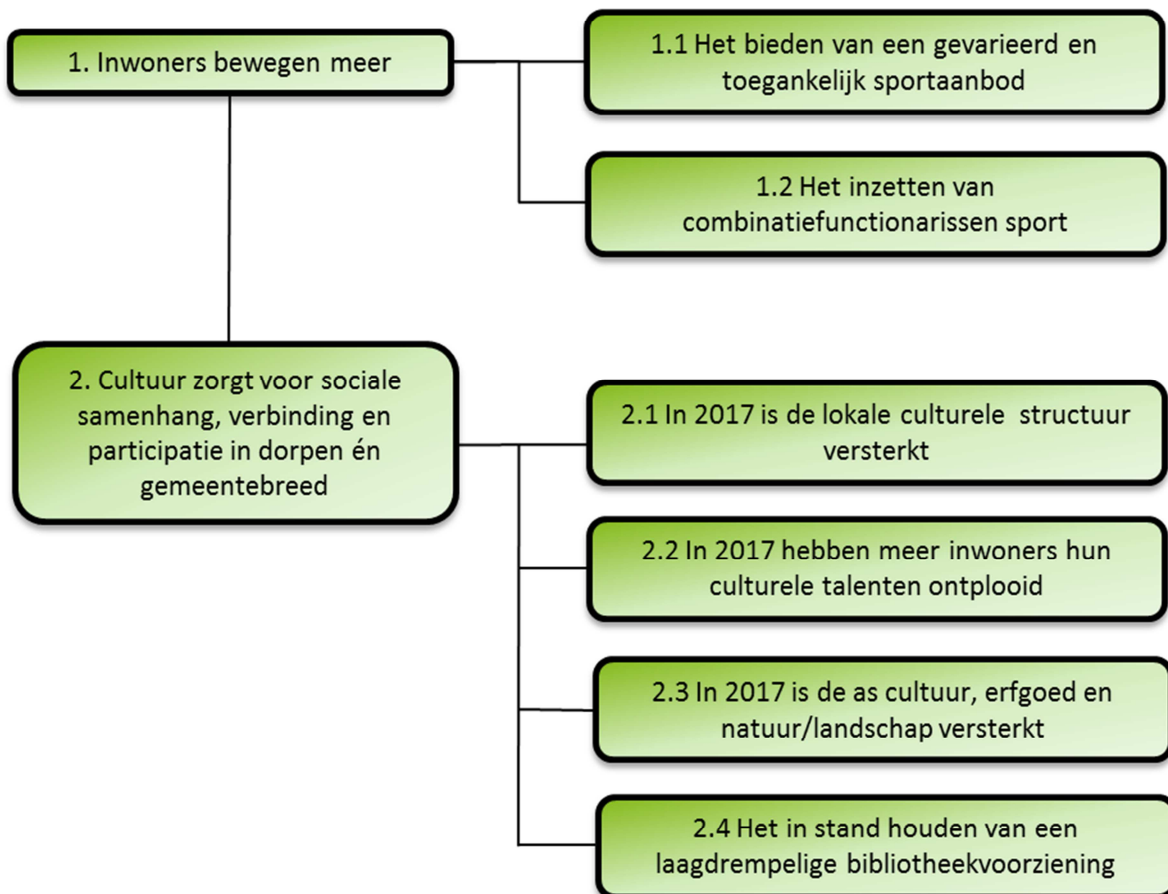 1. Inwoners bewegen meer
1.1 Het bieden van een gevarieerd en
toegankelijk sportaanbod
1.2 Het inzetten van
combinatiefunctionarissen sport
2. Cultuur zorgt voor sociale
samenhang, verbinding en
participatie in dorpen én
gemeentebreed
2.1 In 2017 is de lokale culturele structuur
versterkt
2.2 In 2017 hebben meer inwoners hun
culturele talenten ontplooid
2.3 In 2017 is de as cultuur, erfgoed en
natuur/landschap versterkt
2.4 Het in stand houden van een
laagdrempelige bibliotheekvoorziening